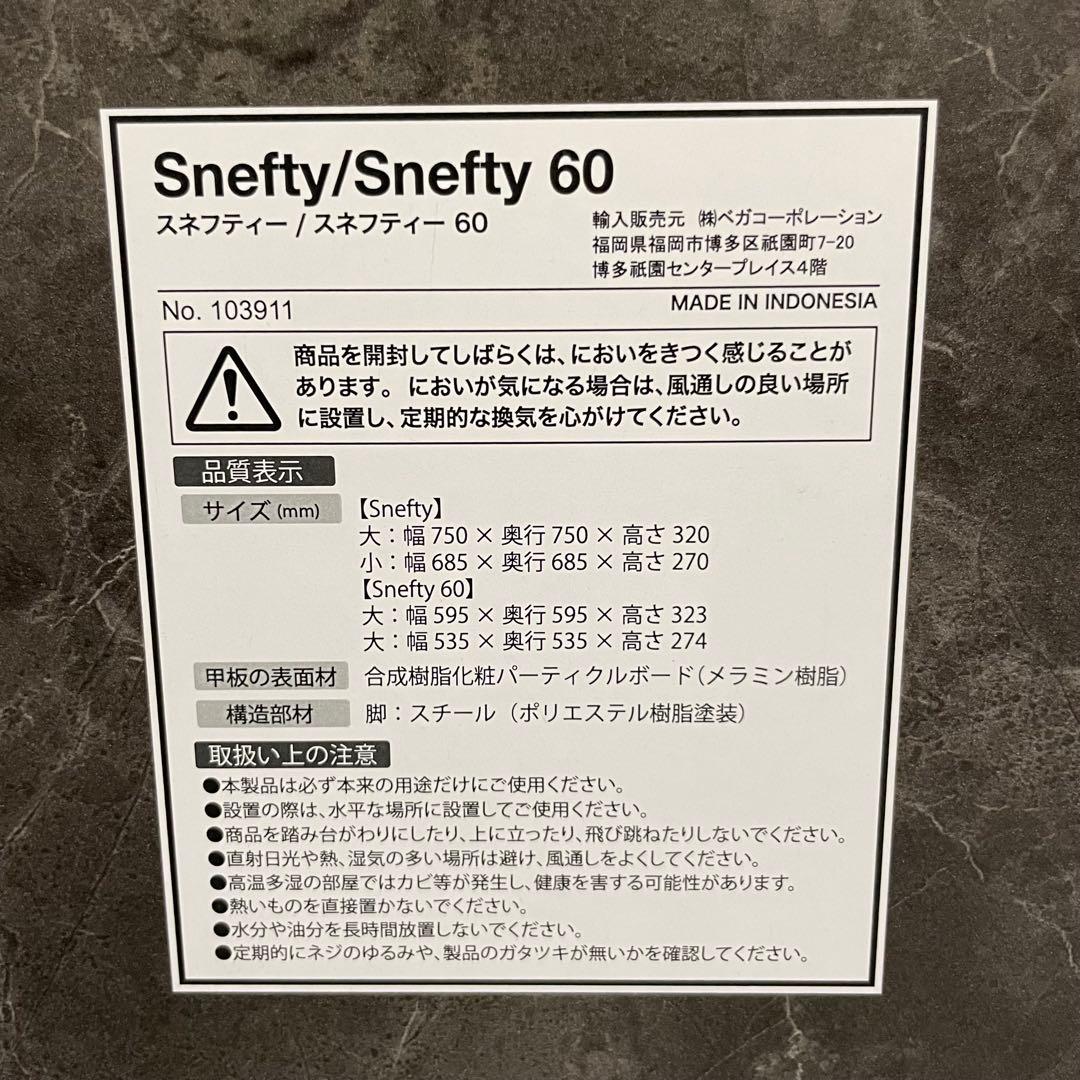 Snefty/Snefty 60
スネフティー / スネフティー 60
輸入販売元 ㈱ベガコーポレーション
福岡県福岡市博多区祇園町7-20
博多祇園センタープレイス4階
No. 103911
MADE IN INDONESIA
商品を開封してしばらくは、においをきつく感じることが
あります。においが気になる場合は、風通しの良い場所
に設置し、定期的な換気を心がけてください。
品質表示
サイズ (mm)
【Snefty】
大：幅 750 × 奥行 750 × 高さ 320
小：幅 685 × 奥行 685 × 高さ 270
【Snefty 60】
大：幅 595 × 奥行 595 × 高さ 323
大：幅 535 × 奥行 535 × 高さ 274
甲板の表面材 合成樹脂化粧パーティクルボード（メラミン樹脂）
構造部材 脚：スチール（ポリエステル樹脂塗装）
取扱い上の注意
●本製品は必ず本来の用途だけにご使用ください。
●設置の際は、水平な場所に設置してご使用ください。
●商品を踏み台がわりにしたり、上に立ったり、飛び跳ねたりしないでください。
●直射日光や熱、湿気の多い場所は避け、風通しをよくしてください。
●高温多湿の部屋ではカビ等が発生し、健康を害する可能性があります。
●熱いものを直接置かないでください。
●水分や油分を長時間放置しないでください。
●定期的にネジのゆるみや、製品のガタツキが無いかを確認してください。